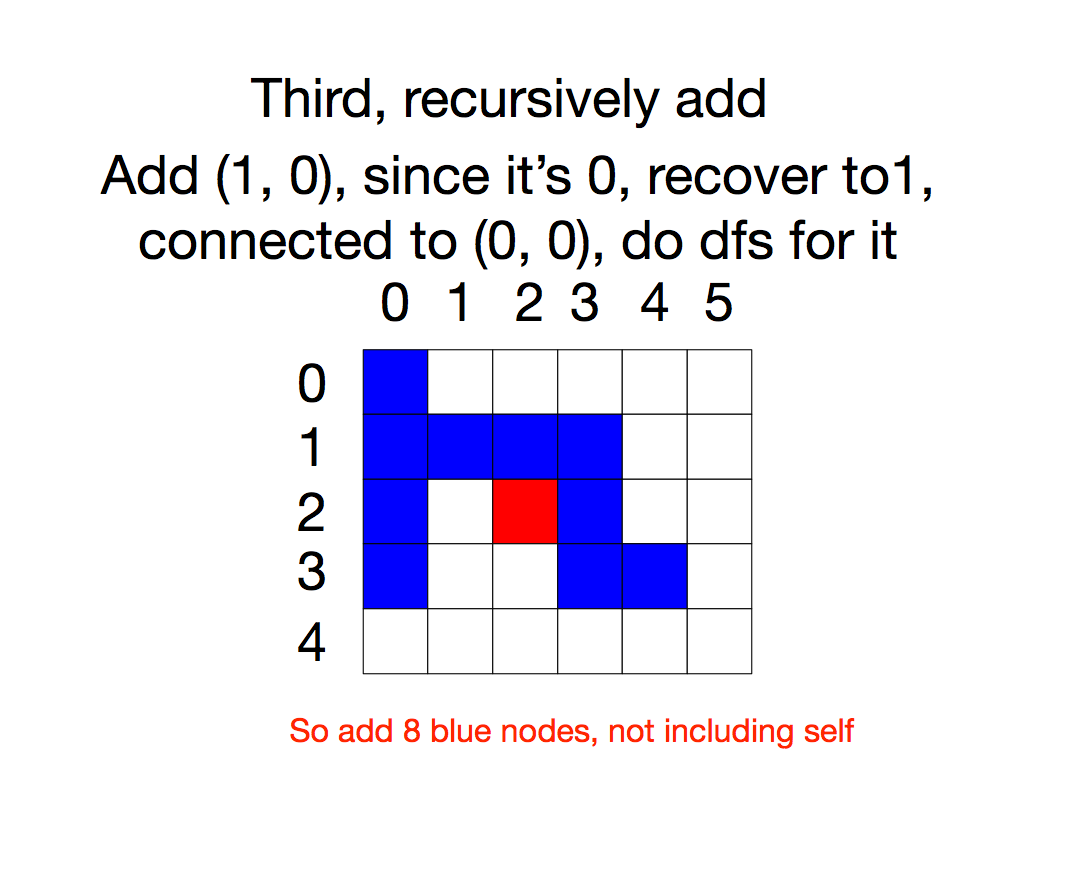 Third, recursively add
Add (1, 0), since it’s 0, recover to1,
connected to (0, 0), do dfs for it
0 1 2 3 4 5
0
1
2
3
4
So add 8 blue nodes, not including self